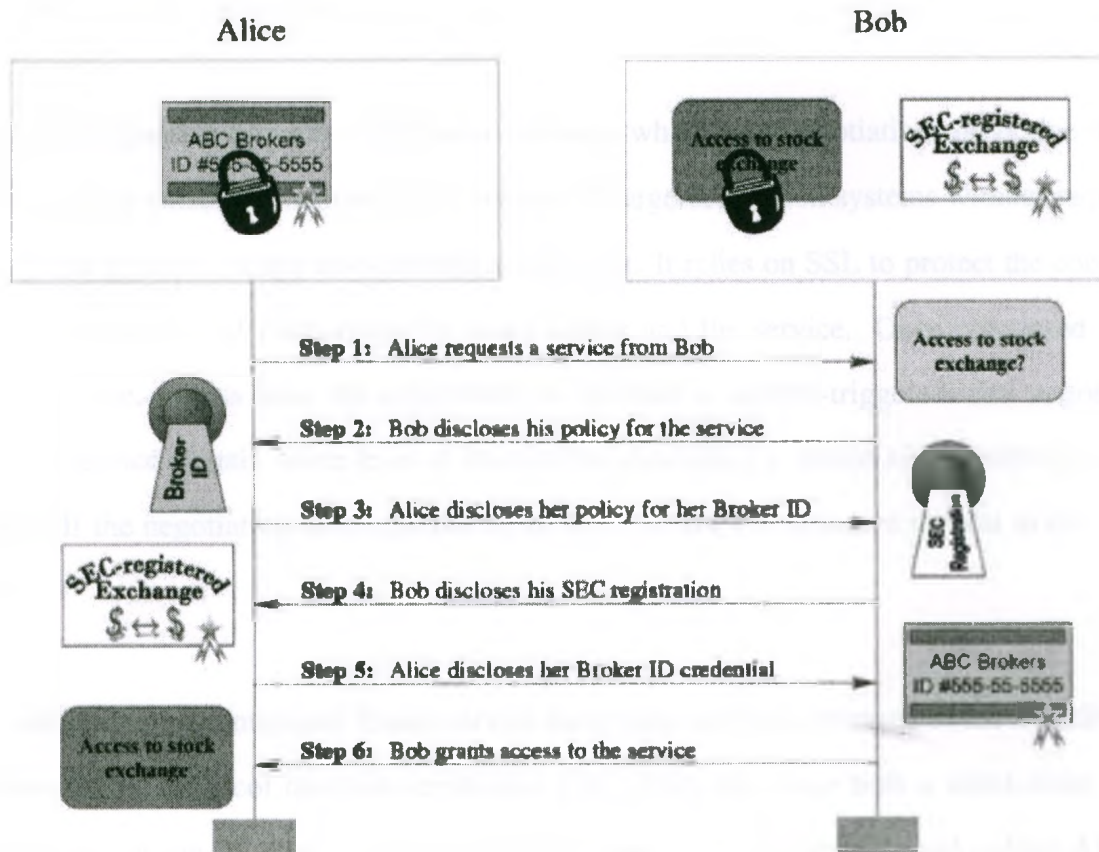 Alice
Bob
ABC Brokers
ID #555-55-5555
Access to stock
exchange
SEC-registered
Exchange
$ ↔ $
Step 1: Alice requests a service from Bob
Access to stock
exchange?
Step 2: Bob discloses his policy for the service
Broker
ID
Step 3: Alice discloses her policy for her Broker ID
SEC
Registration
SEC-registered
Exchange
$ ↔ $
Step 4: Bob discloses his SEC registration
Step 5: Alice discloses her Broker ID credential
ABC Brokers
ID #555-55-5555
Access to stock
exchange
Step 6: Bob grants access to the service